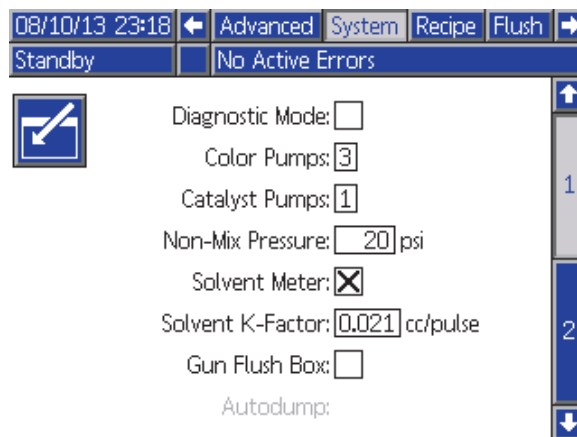 08/10/13 23:18 Advanced System Recipe Flush
Standby No Active Errors
Diagnostic Mode:
Color Pumps: 3
1
Catalyst Pumps: 1
Non-Mix Pressure: 20 psi
Solvent Meter:
Solvent K-Factor: 0.021 cc/pulse
2
Gun Flush Box:
Autodump: